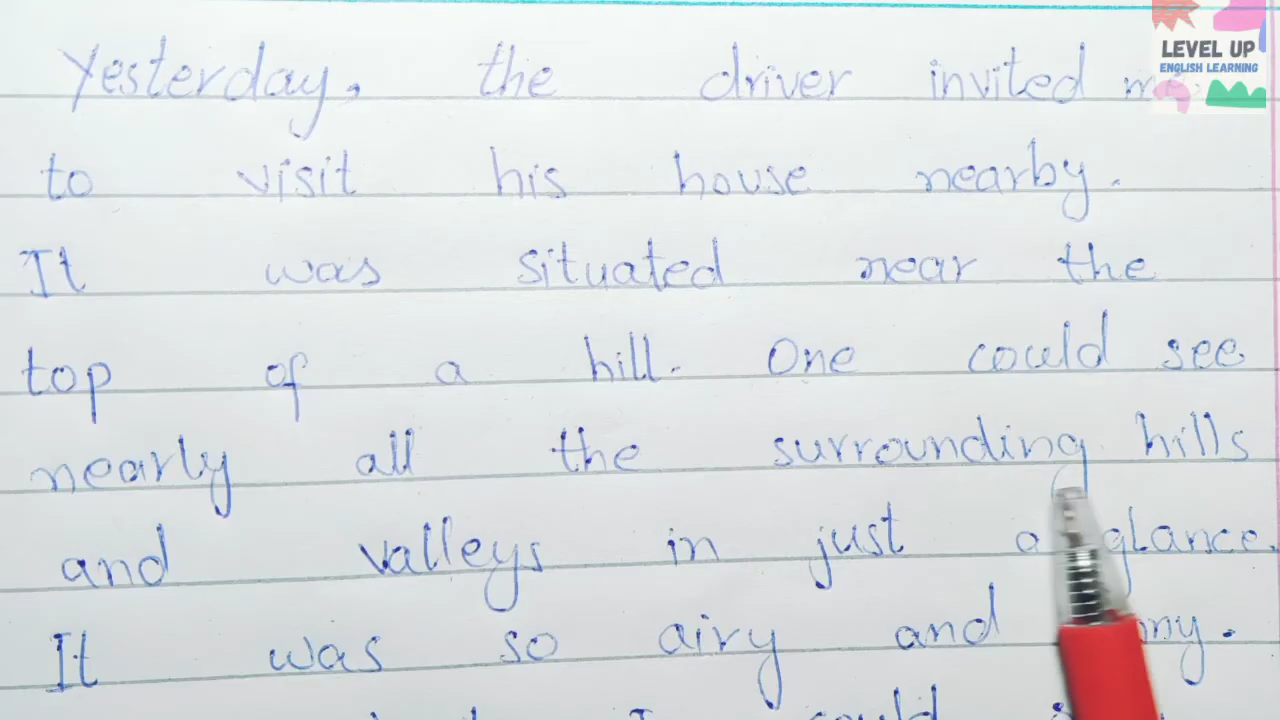 LEVEL UP
ENGLISH LEARNING
Yesterday, the driver invited me
to visit his house nearby.
It was situated near the
top of a hill. One could see
nearly all the surrounding hills
and valleys in just a glance.
It was so airy and
I could